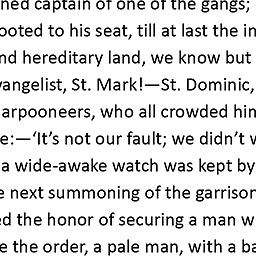 ned captain of one of the gangs;
ooted to his seat, till at last the in
nd hereditary land, we know but
vangelist, St. Mark!—St. Dominic,
arpooneers, who all crowded him
e:—‘It’s not our fault; we didn’t w
a wide-awake watch was kept by
e next summoning of the garrison
ed the honor of securing a man w
e the order, a pale man, with a ba